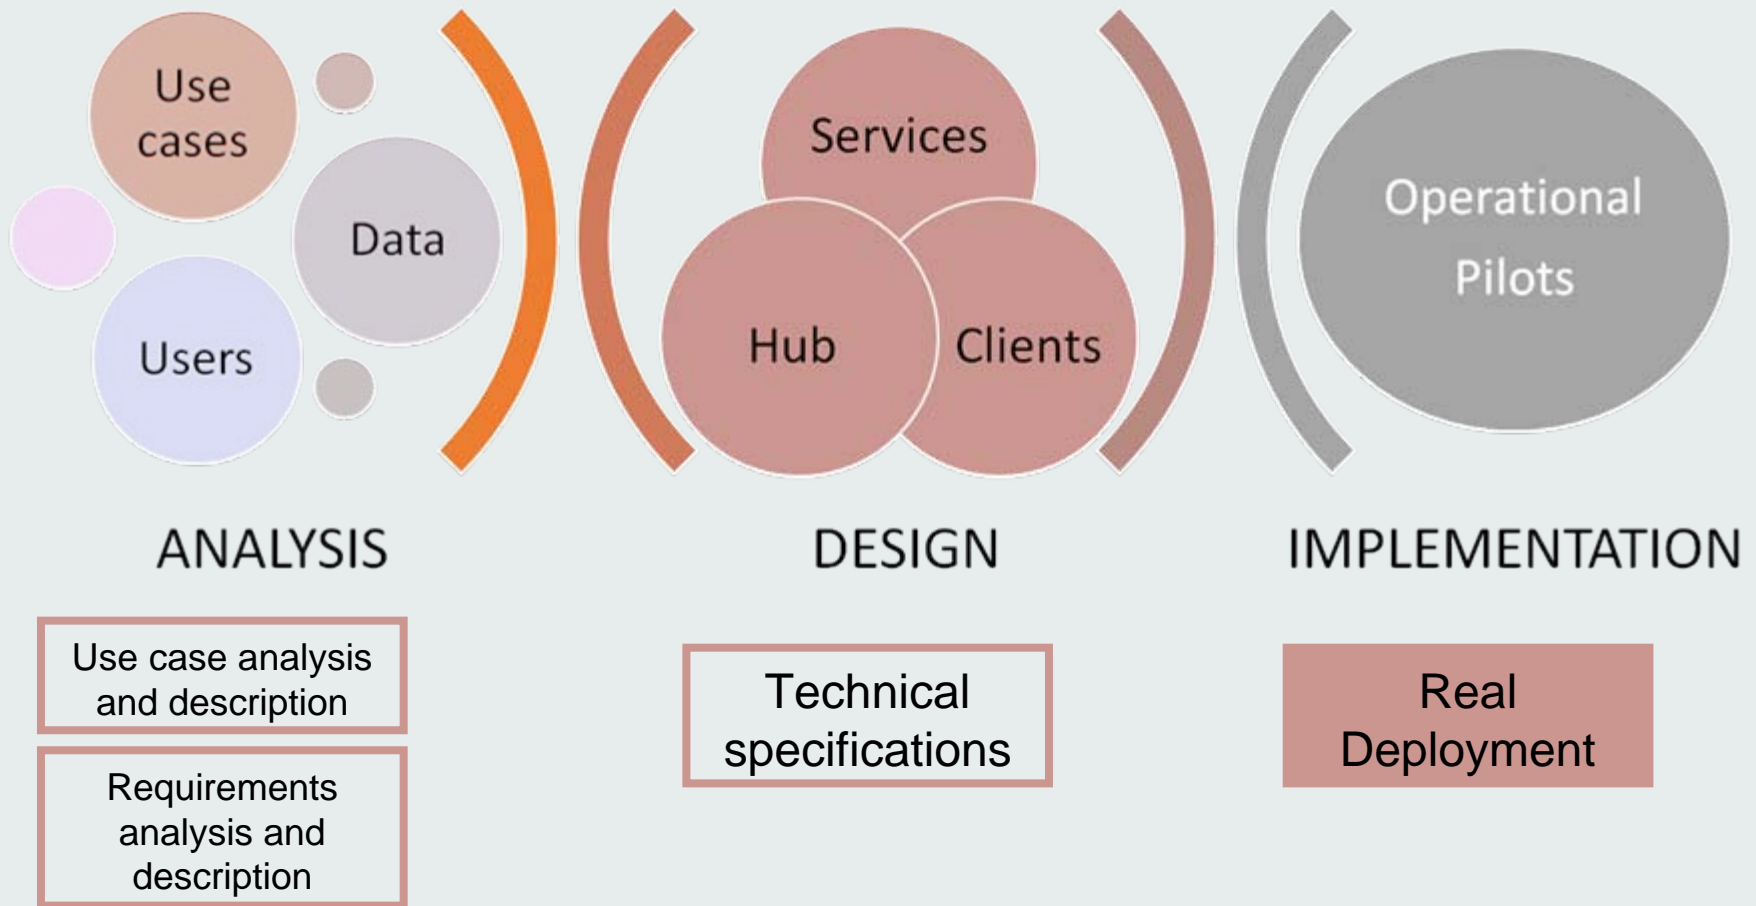 Use
cases
Data
Users
Services
Hub
Clients
Operational
Pilots
ANALYSIS
DESIGN
IMPLEMENTATION
Use case analysis
and description
Requirements
analysis and
description
Technical
specifications
Real
Deployment